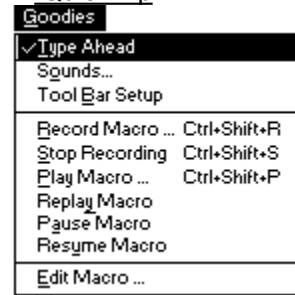 Goodies
✓Type Ahead
Sounds...
Tool Bar Setup
Record Macro ... Ctrl+Shift+R
Stop Recording Ctrl+Shift+S
Play Macro ... Ctrl+Shift+P
Replay Macro
Pause Macro
Resume Macro
Edit Macro ...